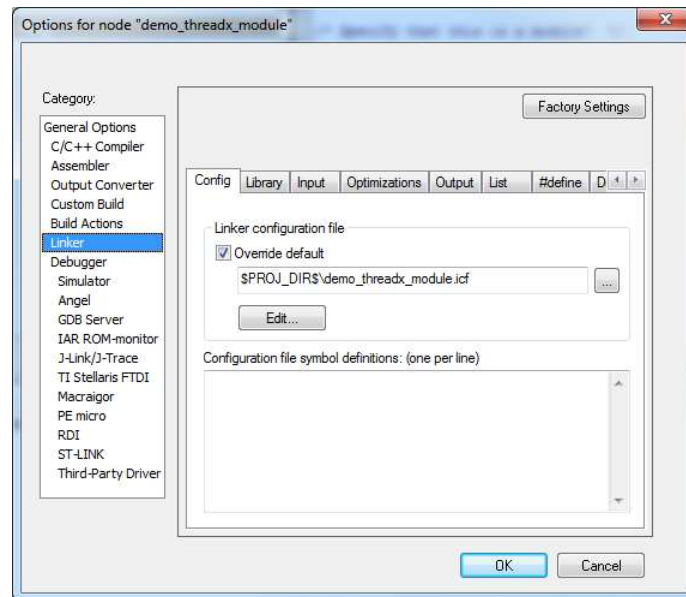 Options for node "demo_threadx_module"
Category:
Factory Settings
General Options
C/C++ Compiler
Assembler
Output Converter
Custom Build
Build Actions
Linker
Debugger
Simulator
Angel
GDB Server
IAR ROM-monitor
J-Link/J-Trace
TI Stellaris FTDI
Macraigor
PE micro
RDI
ST-LINK
Third-Party Driver
Config Library Input Optimizations Output List #define D
Linker configuration file
Override default
$PROJ_DIR$\demo_threadx_module.icf
...
Edit...
Configuration file symbol definitions: (one per line)
OK Cancel